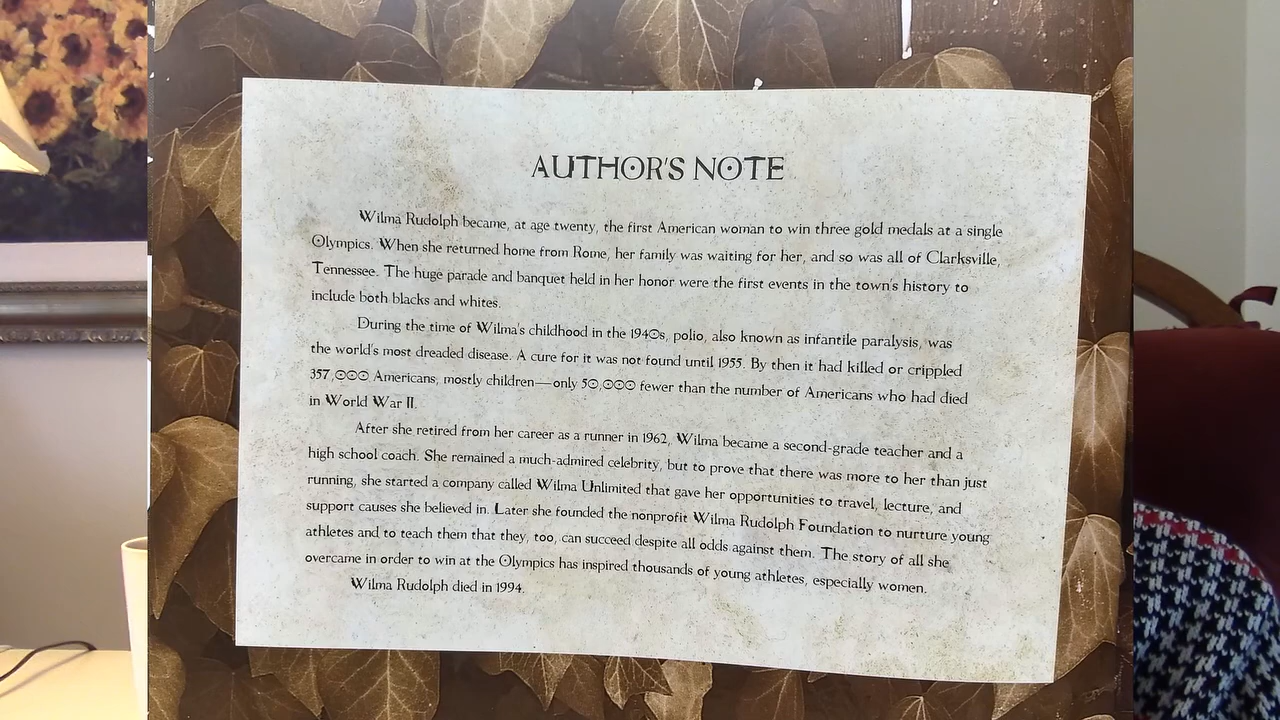 AUTHOR'S NOTE
Wilma Rudolph became, at age twenty, the first American woman to win three gold medals at a single
Olympics. When she returned home from Rome, her family was waiting for her, and so was all of Clarksville,
Tennessee. The huge parade and banquet held in her honor were the first events in the town's history to
include both blacks and whites.
During the time of Wilma's childhood in the 1940s, polio, also known as infantile paralysis, was
the world's most dreaded disease. A cure for it was not found until 1955. By then it had killed or crippled
357,000 Americans, mostly children—only 50,000 fewer than the number of Americans who had died
in World War II.
After she retired from her career as a runner in 1962, Wilma became a second-grade teacher and a
high school coach. She remained a much-admired celebrity, but to prove that there was more to her than just
running, she started a company called Wilma Unlimited that gave her opportunities to travel, lecture, and
support causes she believed in. Later she founded the nonprofit Wilma Rudolph Foundation to nurture young
athletes and to teach them that they, too, can succeed despite all odds against them. The story of all she
overcame in order to win at the Olympics has inspired thousands of young athletes, especially women.
Wilma Rudolph died in 1994.